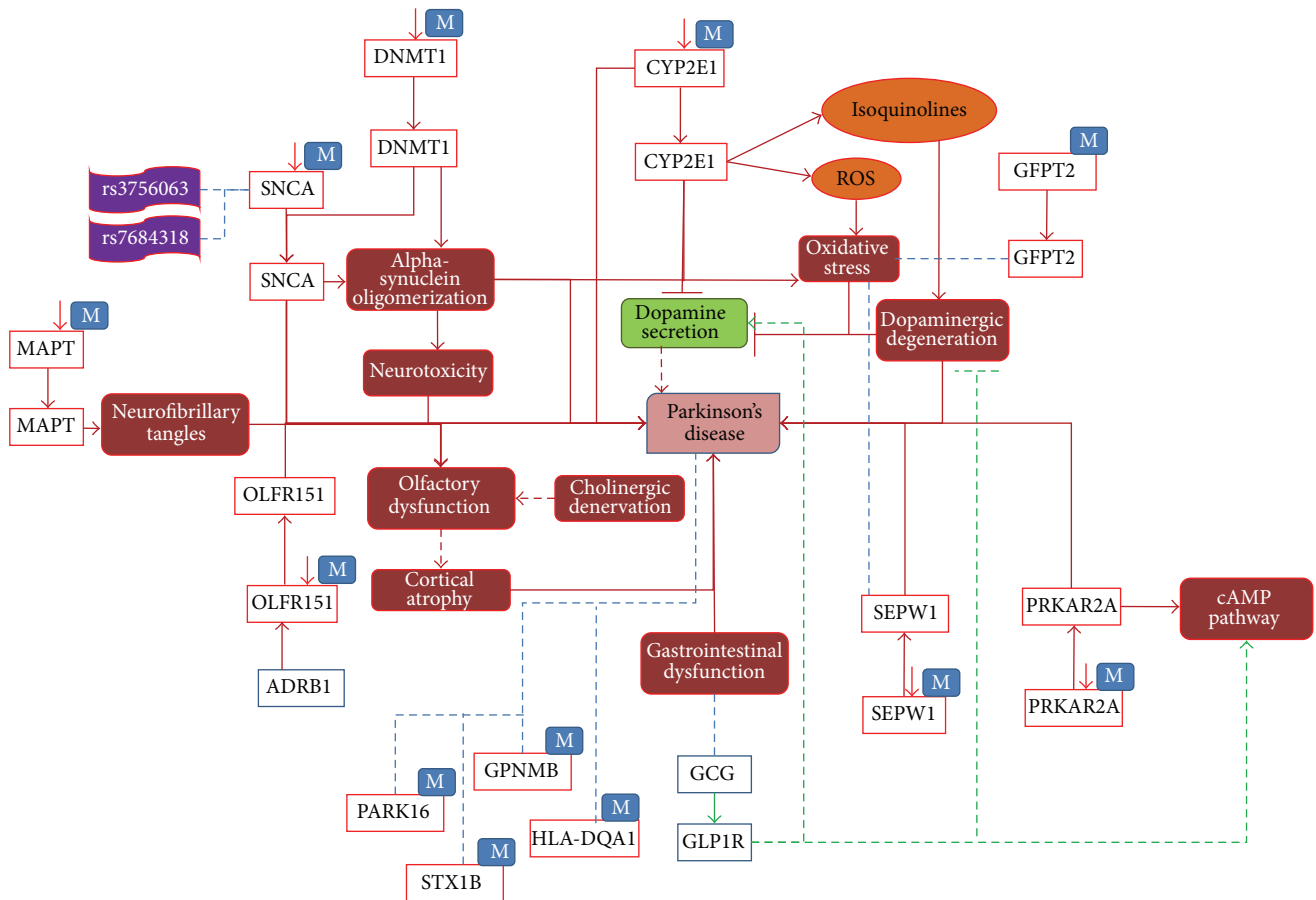 M
DNMT1
M
CYP2E1
Isoquinolines
DNMT1
CYP2E1
M
GFPT2
M
SNCA
rs3756063
ROS
rs7684318
Oxidative
stress
GFPT2
SNCA
Alpha-
synuclein
oligomerization
Dopamine
secretion
Dopaminergic
degeneration
M
MAPT
Neurotoxicity
MAPT
Neurofibrillary
tangles
Parkinson's
disease
OLFR151
Olfactory
dysfunction
Cholinergic
denervation
M
OLFR151
Cortical
atrophy
SEPW1
PRKAR2A
cAMP
pathway
Gastrointestinal
dysfunction
ADRB1
M
SEPW1
M
PRKAR2A
M
GPNMB
GCG
M
PARK16
M
HLA-DQA1
GLP1R
M
STX1B